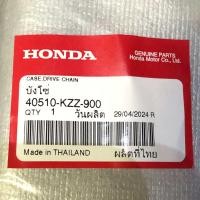 HONDA
GENUINE PARTS
Honda Motor Co., Ltd.
CASE,DRIVE CHAIN
บังโซ่
40510-KZZ-900
QTY 1 วันผลิต 29/04/2024 R
Made in THAILAND ผลิตที่ไทย